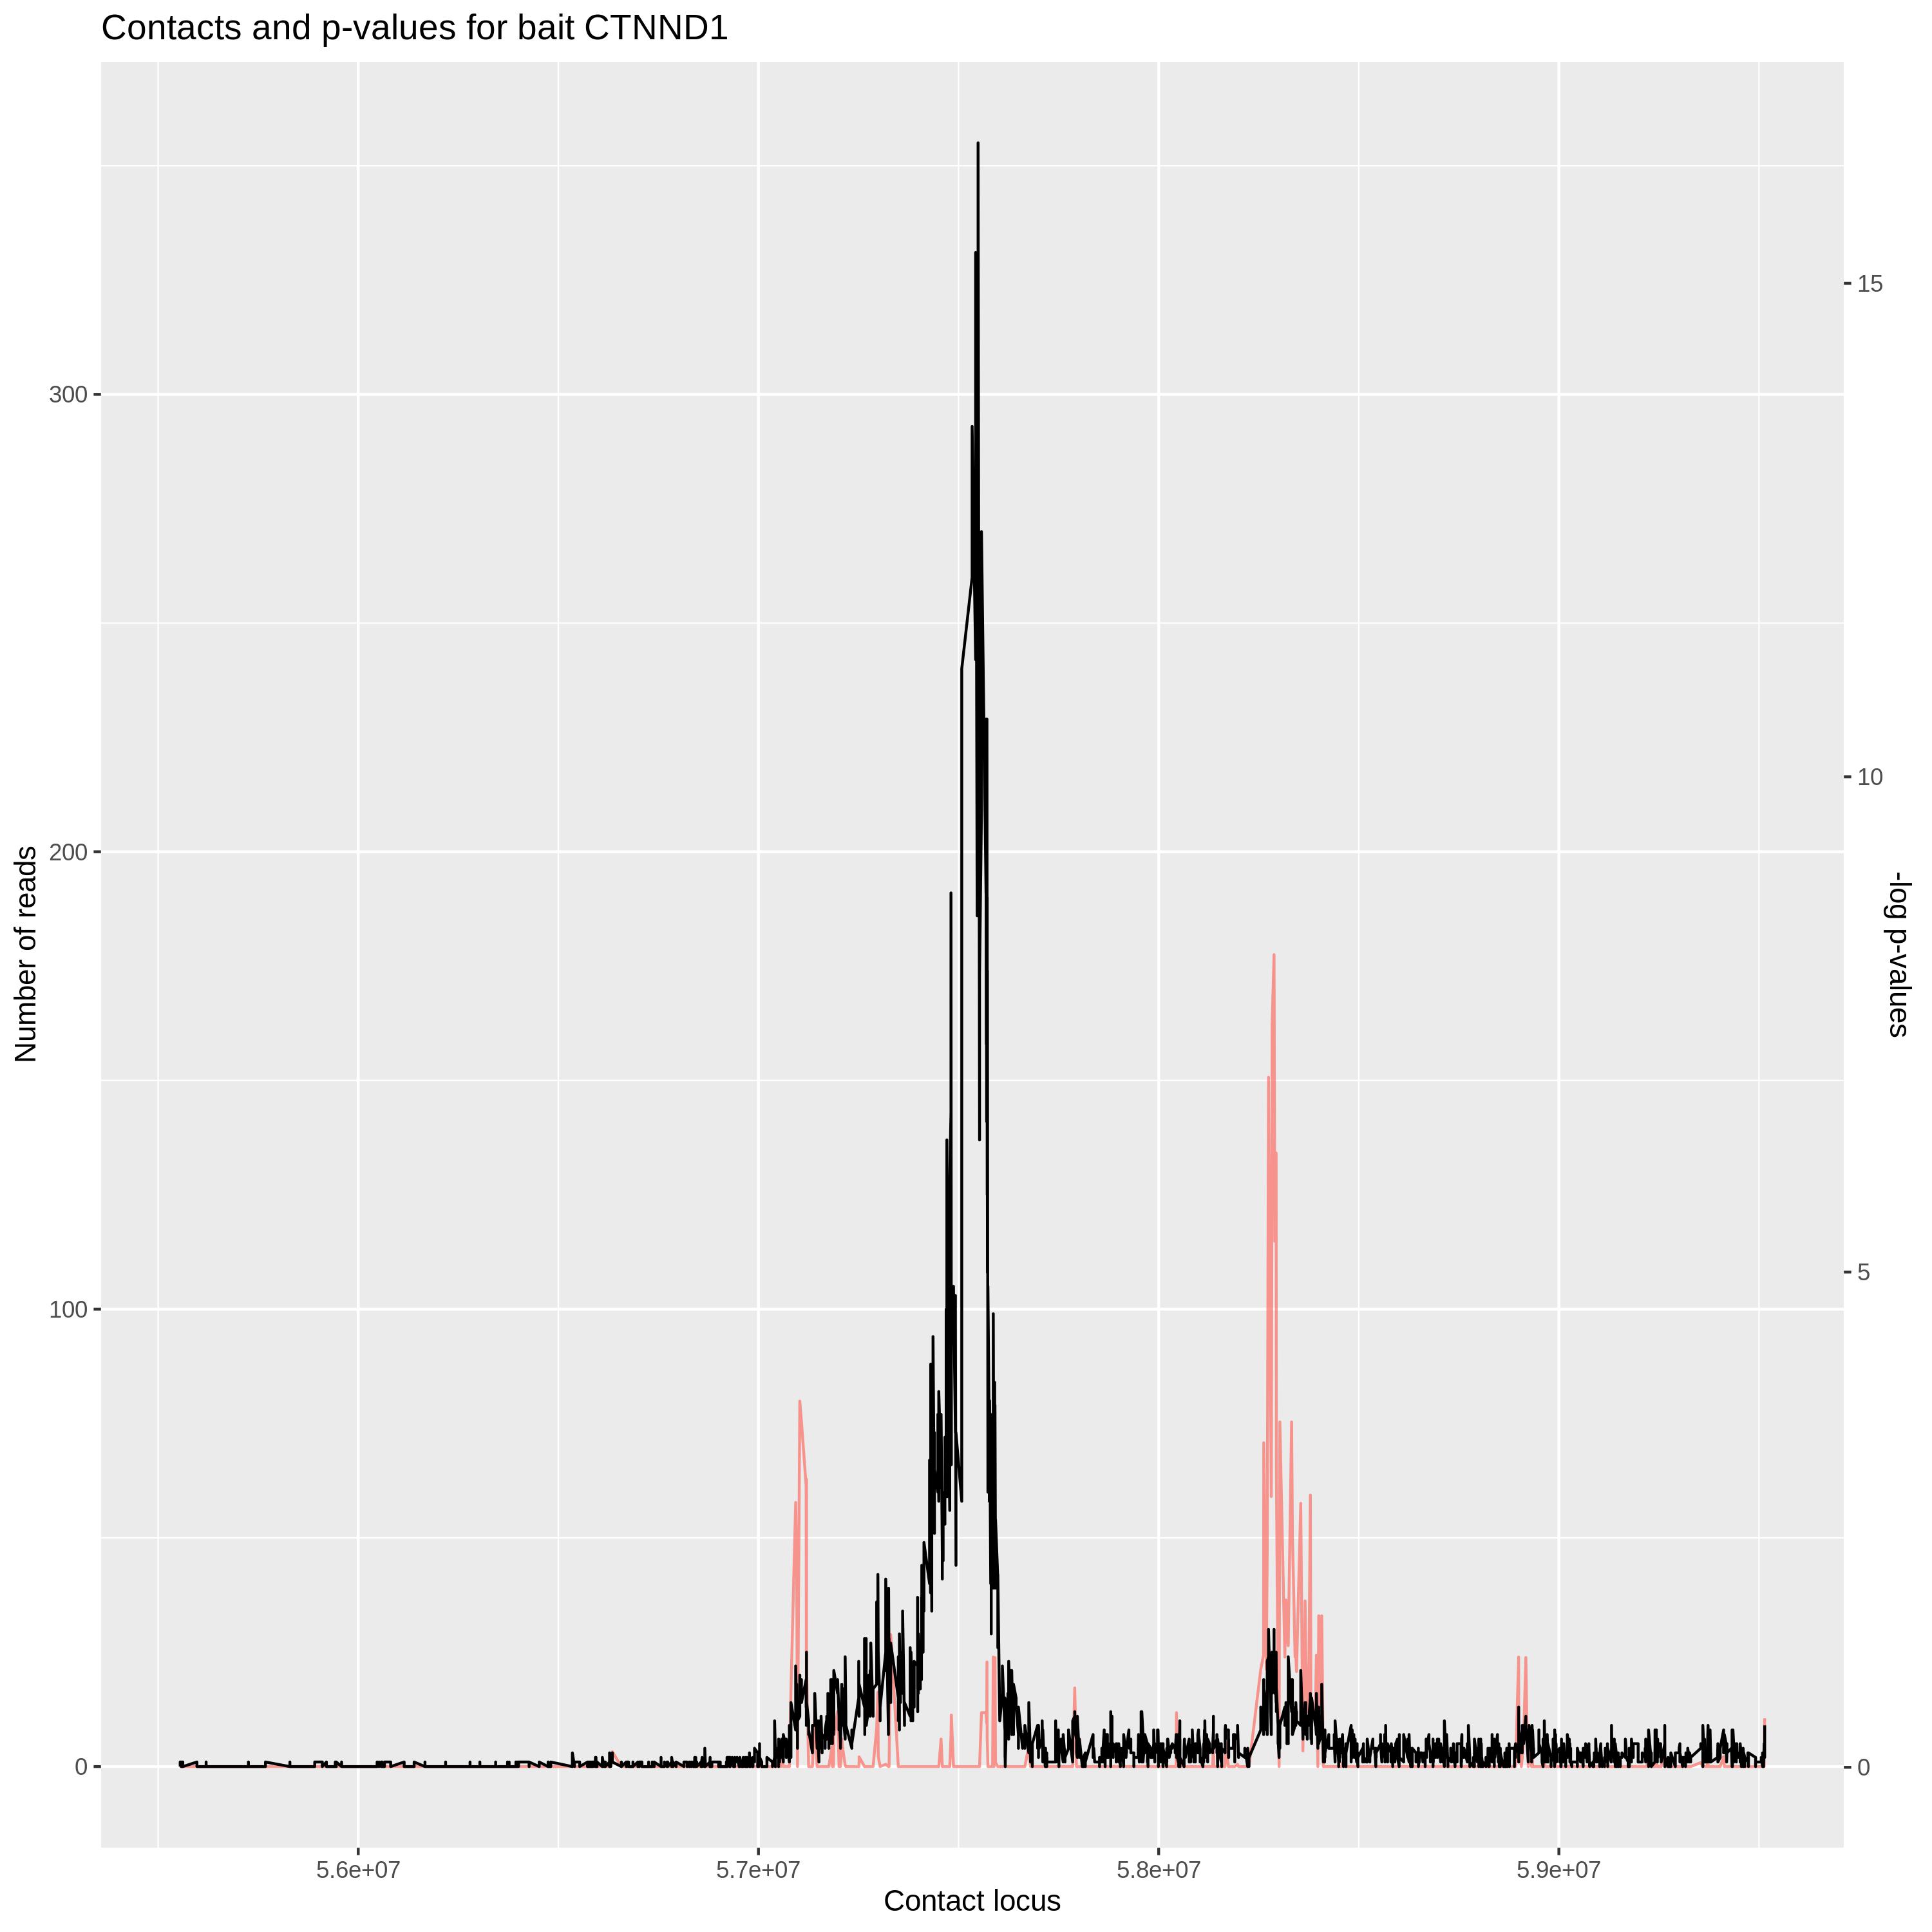 Contacts and p-values for bait CTNND1
Number of reads
300
200
100
0
15
10
5
0
-log p-values
5.6e+07
5.7e+07
5.8e+07
5.9e+07
Contact locus